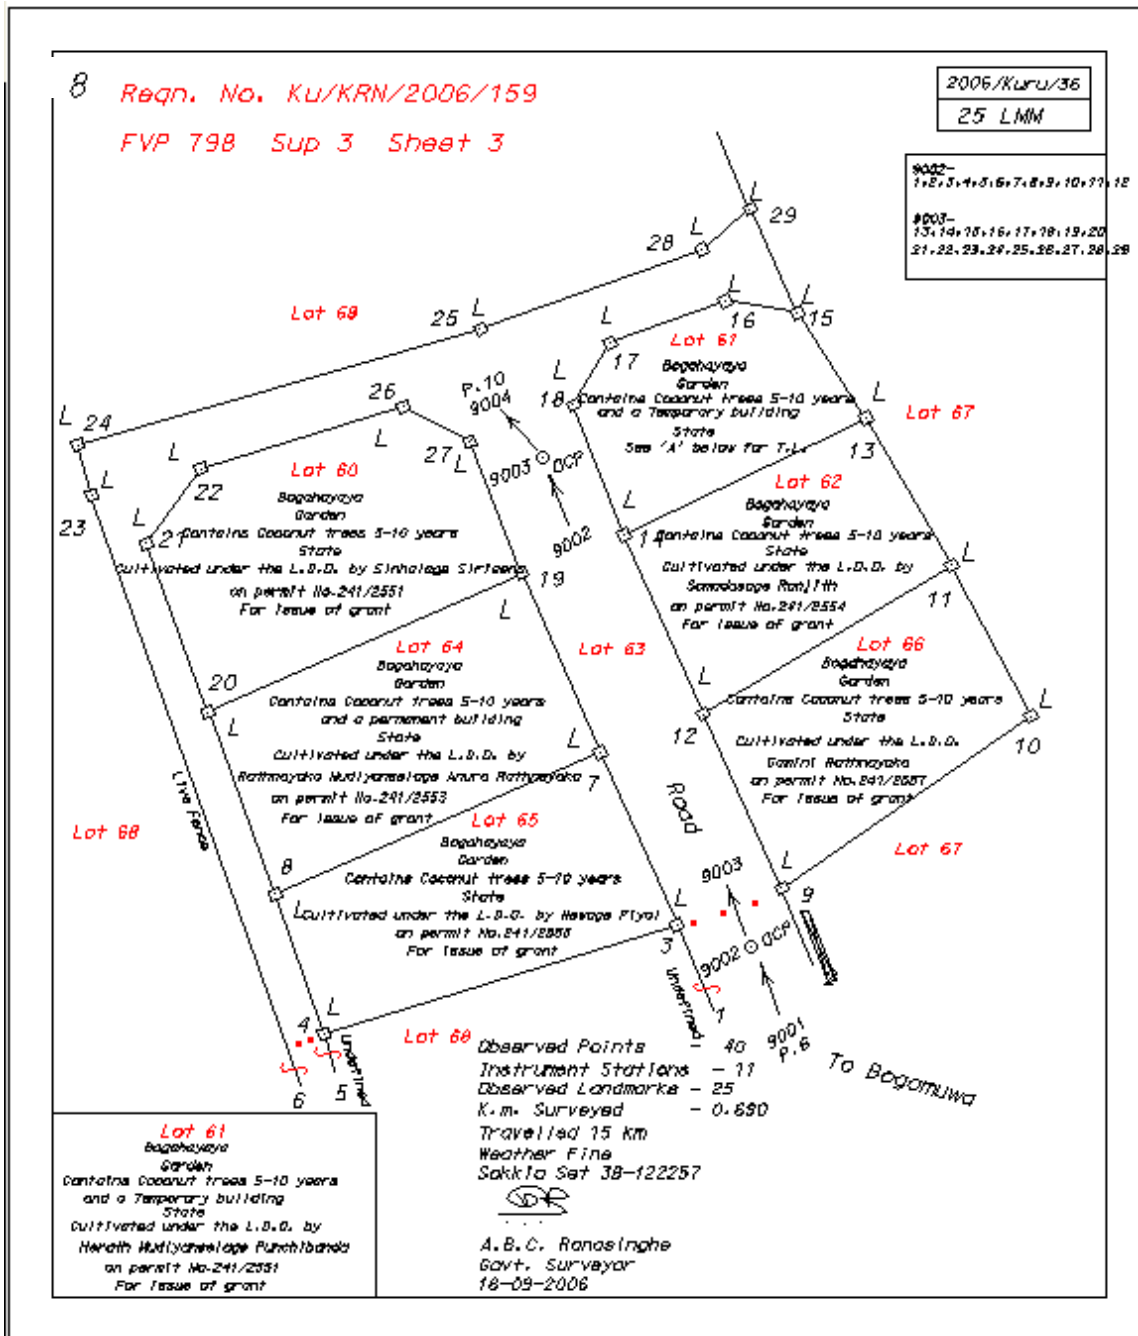 8
Regn. No. Ku/KRN/2006/159
FVP 798 Sup 3 Sheet 3
2006/Kuru/36
25 LMM
9002-
1,2,3,4,5,6,7,8,9,10,11,12
9003-
13,14,15,16,17,18,19,20
21,22,23,24,25,26,27,28,29
L
29
28 L
L
16
L
15
Lot 69
25 L
L
17
Lot 61
Bogahayaya
Garden
Contains Coconut trees 5-10 years
and a Temporary building
State
See 'A' below for T.L.
L
18
P.10
9004
9003
OCP
9002
26
L
27
L
L
24
L
23
L
22
L
21
L
13
Lot 67
Lot 60
Bogahayaya
Garden
Contains Coconut trees 5-10 years
State
Cultivated under the L.D.O. by Sinhalage Sirisena
on permit No.241/2551
For Issue of grant
Lot 62
Bogahayaya
Garden
Contains Coconut trees 5-10 years
State
Cultivated under the L.D.O. by
Samadasage Ranjith
on permit No.241/2554
For Issue of grant
L
14
19
L
L
11
Lot 64
Bogahayaya
Garden
Contains Coconut trees 5-10 years
and a permanent building
State
Cultivated under the L.D.O. by
Rathnayaka Mudiyanselage Anura Rathnayaka
on permit No.241/2553
For Issue of grant
Lot 63
Lot 66
Bogahayaya
Garden
Contains Coconut trees 5-10 years
State
Cultivated under the L.D.O.
Gamini Rathnayaka
on permit No.241/2557
For Issue of grant
20
L
L
12
L
10
L
7
Live Fence
Lot 68
Road
Lot 65
Bogahayaya
Garden
Contains Coconut trees 5-10 years
State
Cultivated under the L.D.O. by Hewage Piyal
on permit No.241/2555
For Issue of grant
Lot 67
8
L
L
9
9003
L
3
9002
OCP
Undefined
1
9001
P.6
To Bogomuwa
L
4
Undefined
5
6
Lot 68
Observed Points - 40
Instrument Stations - 11
Observed Landmarks - 25
K.m. Surveyed - 0.690
Travelled 15 km
Weather Fine
Sokkia Set 3B-122257
A.B.C. Ranasinghe
Govt. Surveyor
16-09-2006
Lot 61
Bogahayaya
Garden
Contains Coconut trees 5-10 years
and a Temporary building
State
Cultivated under the L.D.O. by
Herath Mudiyanselage Punchibanda
on permit No.241/2551
For Issue of grant